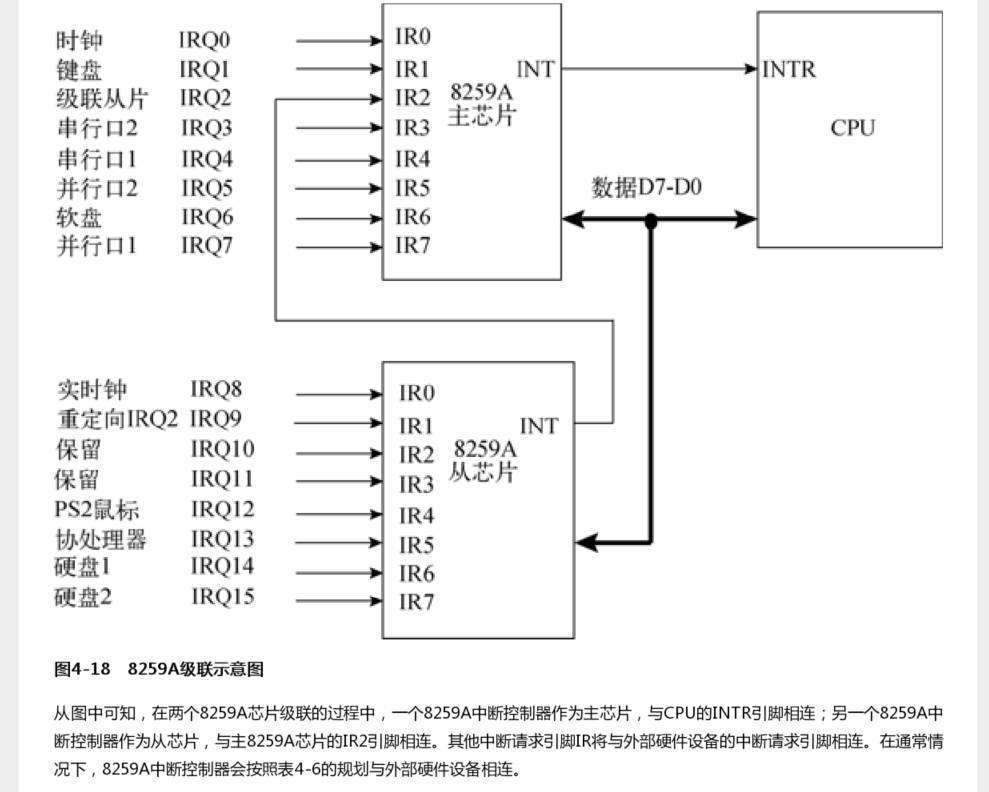 时钟 IRQ0 IR0
键盘 IRQ1 IR1 INT INTR
级联从片 IRQ2 IR2 8259A
串行口2 IRQ3 IR3 主芯片 CPU
串行口1 IRQ4 IR4
并行口2 IRQ5 IR5 数据D7-D0
软盘 IRQ6 IR6
并行口1 IRQ7 IR7
实时钟 IRQ8 IR0
重定向IRQ2 IRQ9 IR1 INT
保留 IRQ10 IR2 8259A
保留 IRQ11 IR3 从芯片
PS2鼠标 IRQ12 IR4
协处理器 IRQ13 IR5
硬盘1 IRQ14 IR6
硬盘2 IRQ15 IR7
图4-18 8259A级联示意图
从图中可知，在两个8259A芯片级联的过程中，一个8259A中断控制器作为主芯片，与CPU的INTR引脚相连；另一个8259A中
断控制器作为从芯片，与主8259A芯片的IR2引脚相连。其他中断请求引脚IR将与外部硬件设备的中断请求引脚相连。在通常情
况下，8259A中断控制器会按照表4-6的规划与外部硬件设备相连。